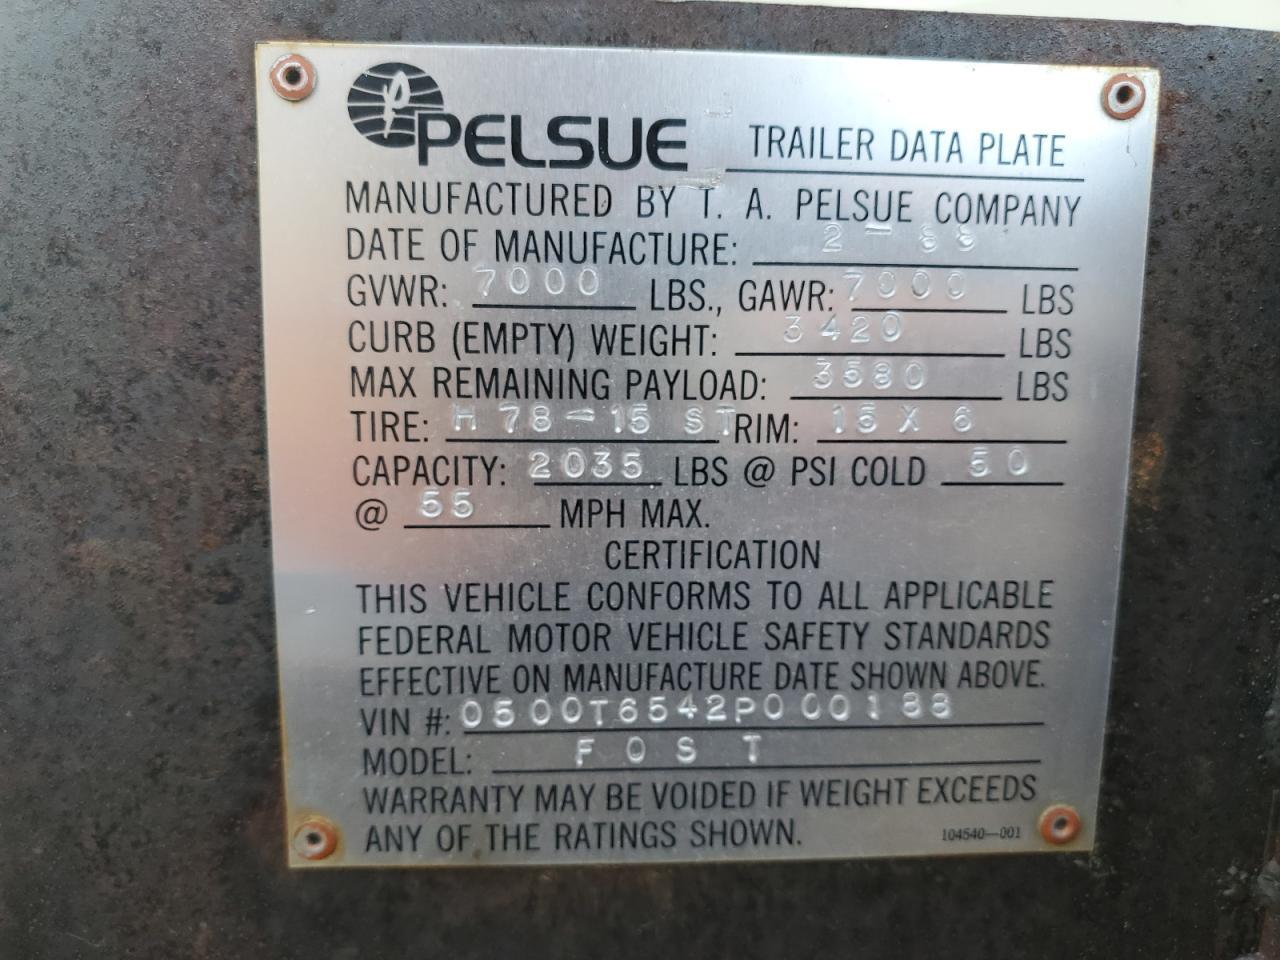 PELSUE TRAILER DATA PLATE
MANUFACTURED BY T. A. PELSUE COMPANY
DATE OF MANUFACTURE: 2-88
GVWR: 7000 LBS., GAWR: 7000 LBS
CURB (EMPTY) WEIGHT: 3420 LBS
MAX REMAINING PAYLOAD: 3580 LBS
TIRE: H 78-15 ST RIM: 15 X 6
CAPACITY: 2035 LBS @ PSI COLD 50
@ 55 MPH MAX.
CERTIFICATION
THIS VEHICLE CONFORMS TO ALL APPLICABLE
FEDERAL MOTOR VEHICLE SAFETY STANDARDS
EFFECTIVE ON MANUFACTURE DATE SHOWN ABOVE.
VIN #: 0500T6542P000188
MODEL: FOST
WARRANTY MAY BE VOIDED IF WEIGHT EXCEEDS
ANY OF THE RATINGS SHOWN. 104540-001